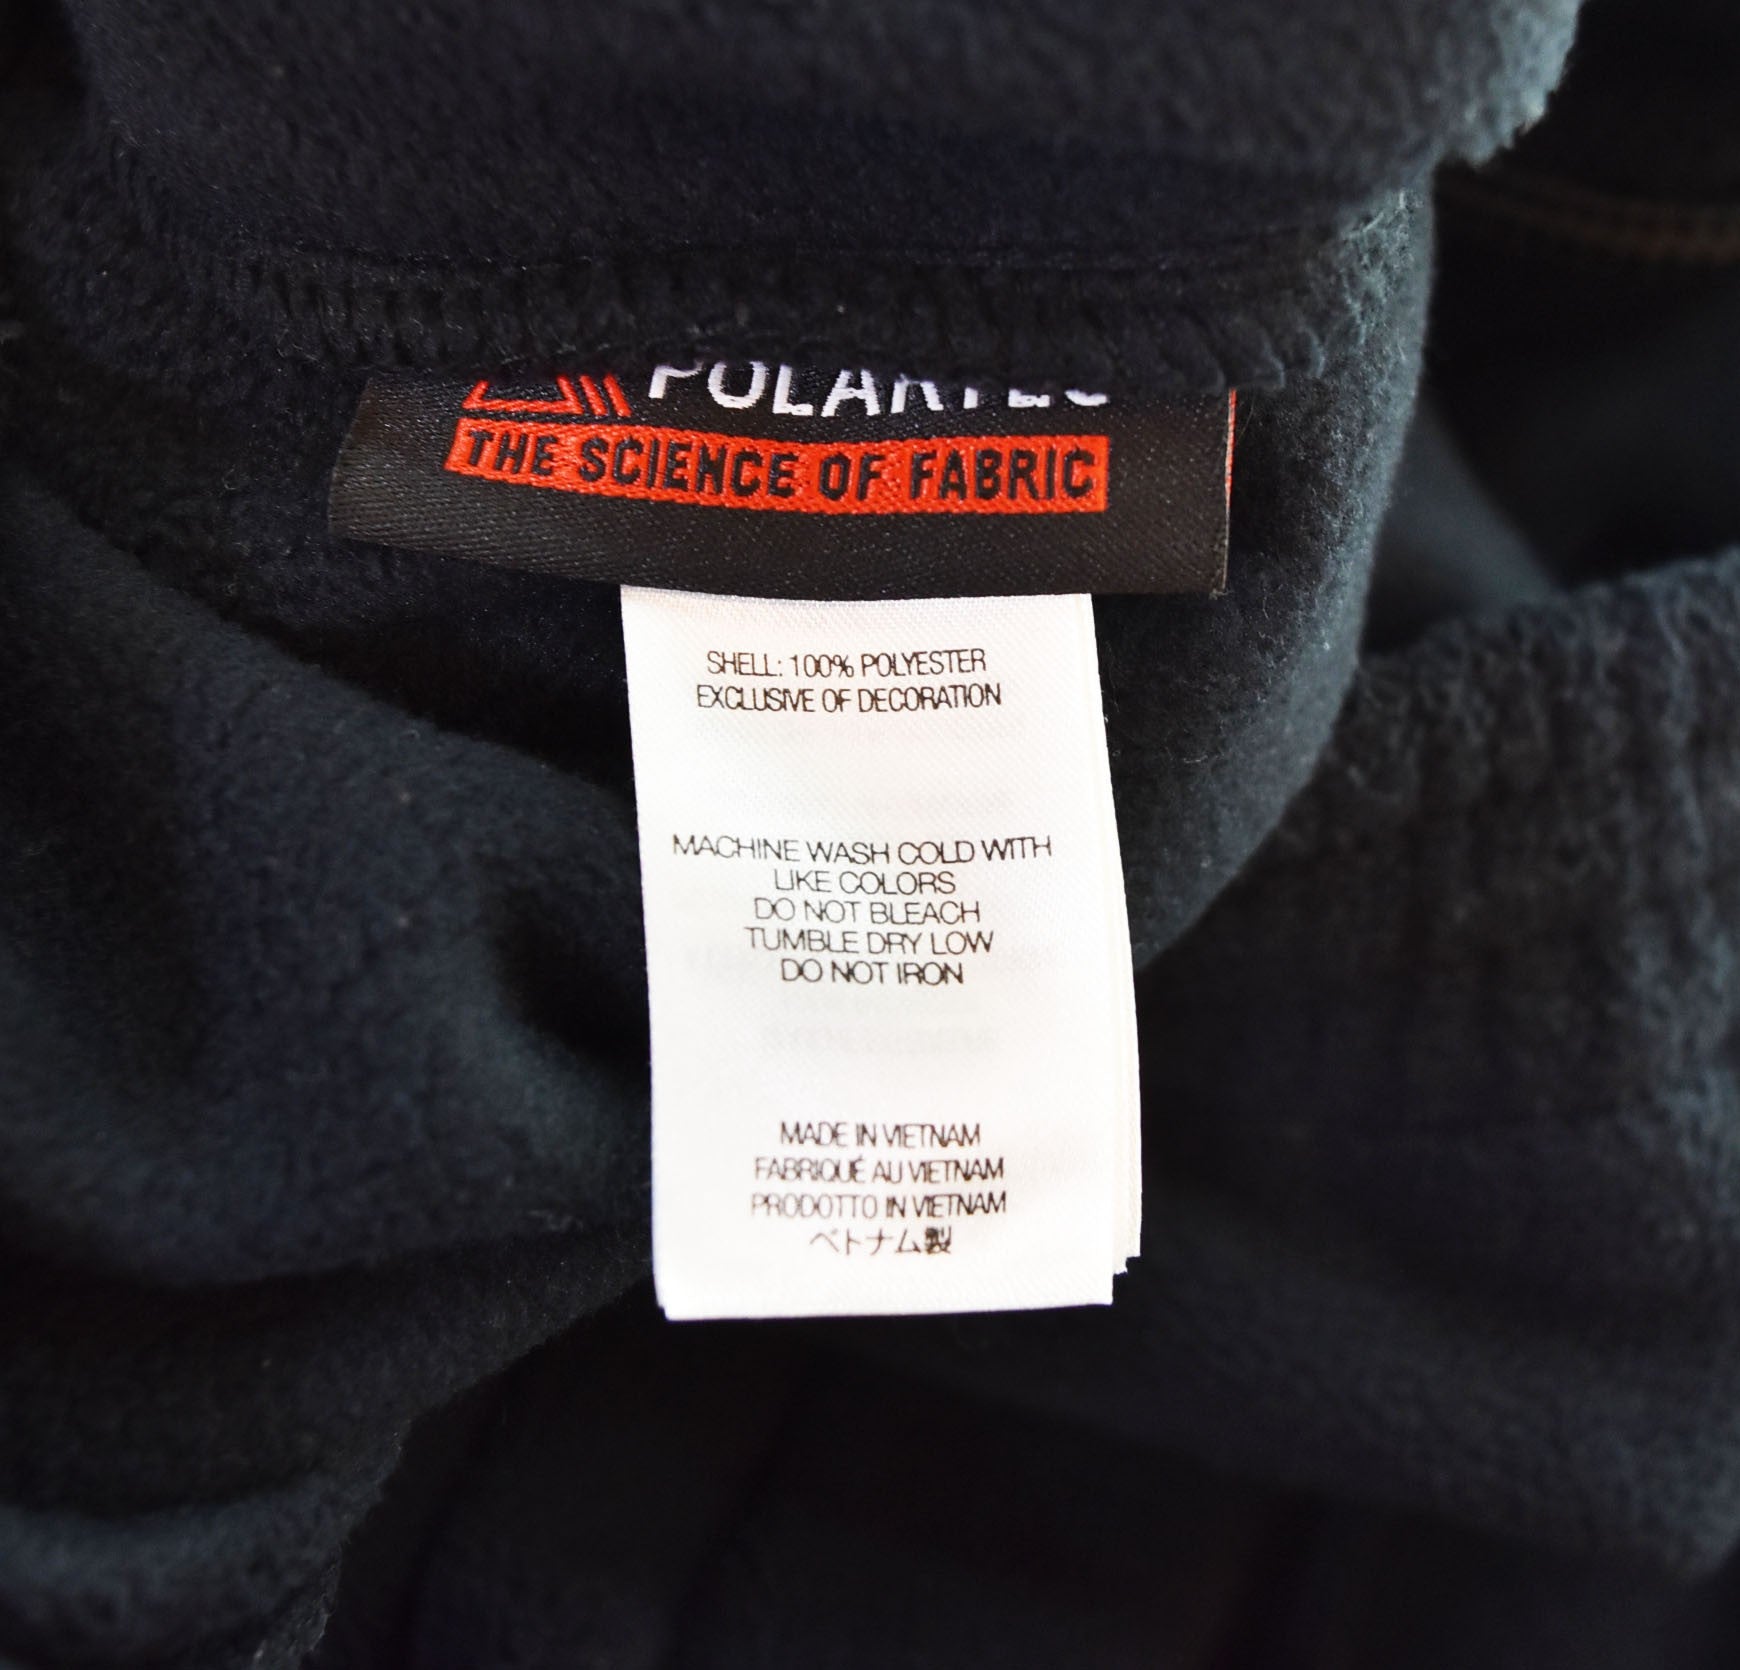 POLARTEC
THE SCIENCE OF FABRIC
SHELL: 100% POLYESTER
EXCLUSIVE OF DECORATION
MACHINE WASH COLD WITH
LIKE COLORS
DO NOT BLEACH
TUMBLE DRY LOW
DO NOT IRON
MADE IN VIETNAM
FABRIQUÉ AU VIETNAM
PRODOTTO IN VIETNAM
ベトナム製